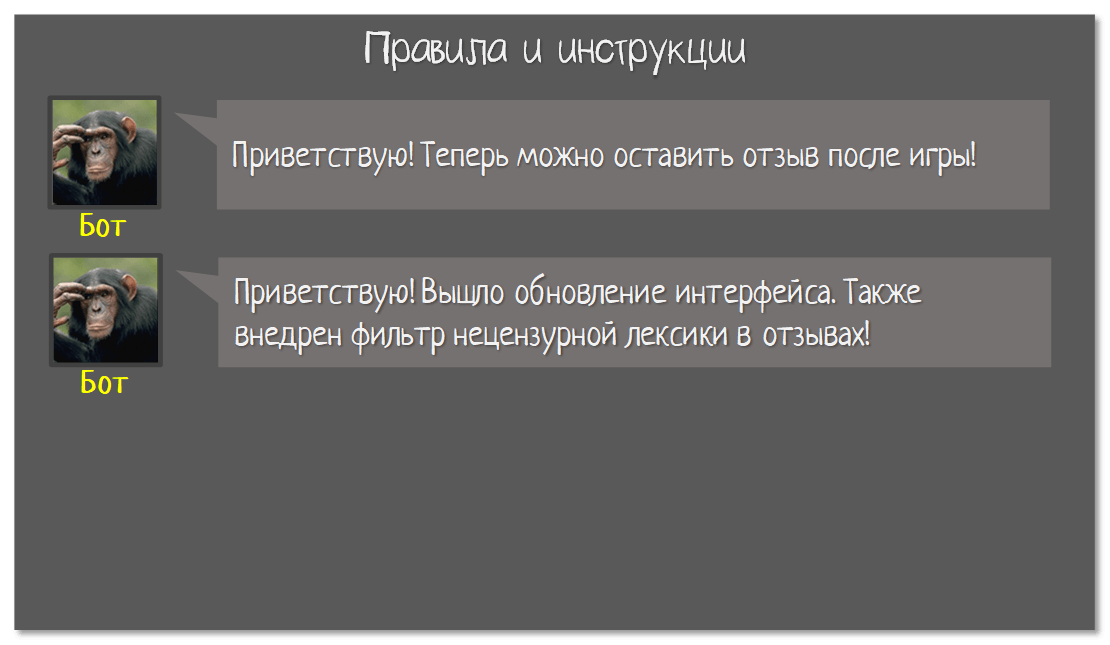 Правила и инструкции
Приветствую! Теперь можно оставить отзыв после игры!
Бот
Приветствую! Вышло обновление интерфейса. Также
внедрен фильтр нецензурной лексики в отзывах!
Бот